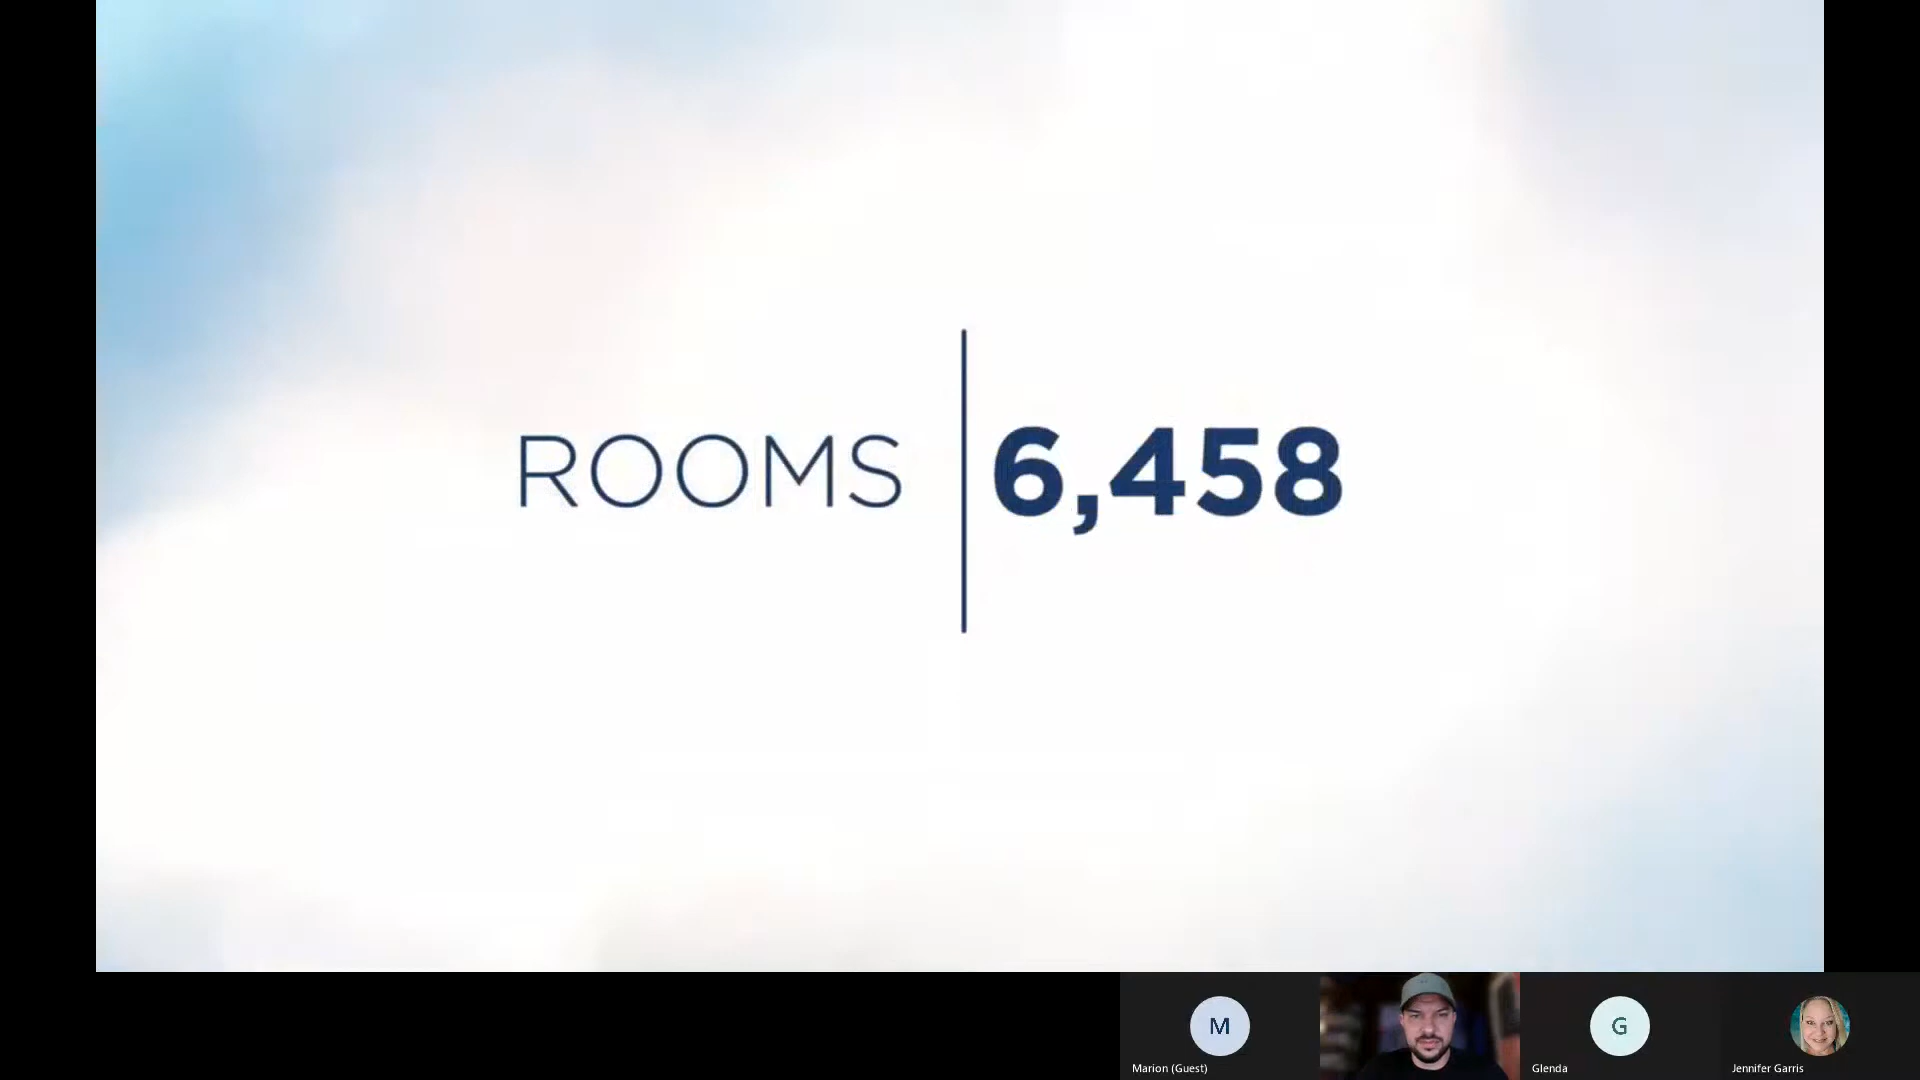 ROOMS 6,458
M
G
Marion (Guest)
Glenda
Jennifer Garris